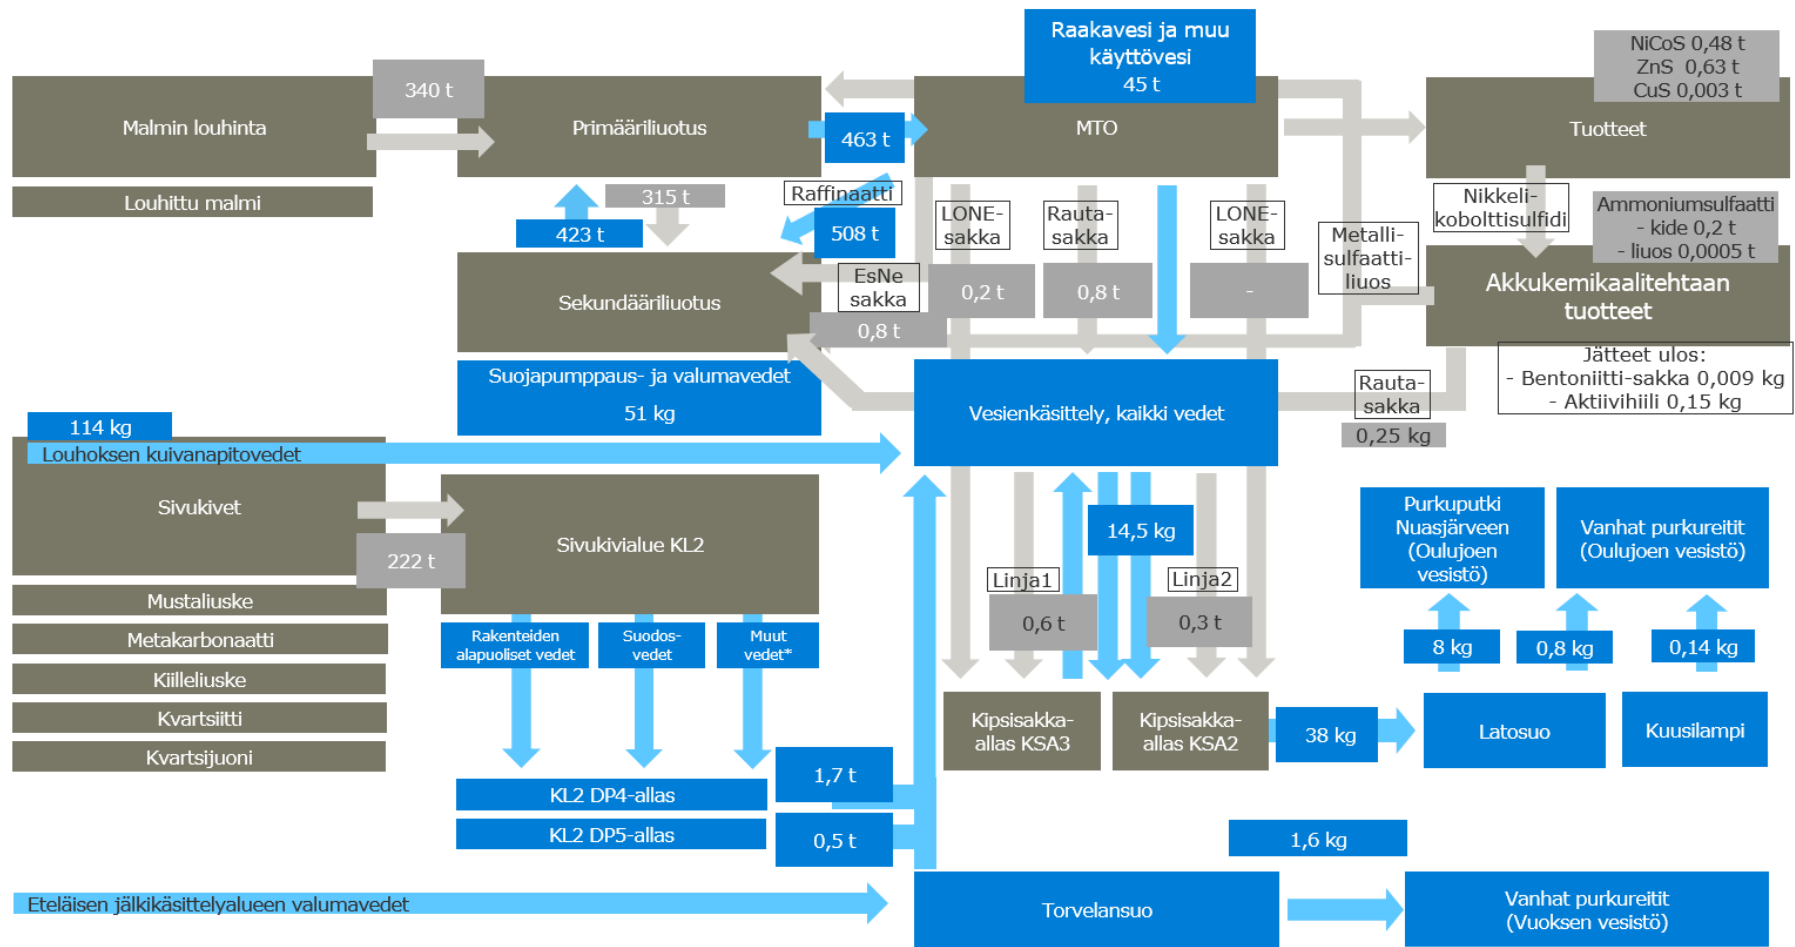 Raakavesi ja muu
käyttövesi
45 t
NiCoS 0,48 t
ZnS 0,63 t
CuS 0,003 t
340 t
Malmin louhinta
Primääriliuotus
463 t
MTO
Tuotteet
Louhittu malmi
315 t
423 t
Raffinaatti
508 t
LONE-
sakka
Rauta-
sakka
LONE-
sakka
Metalli-
sulfaatti-
liuos
Nikkeli-
kobolttisulfidi
Ammoniumsulfaatti
- kide 0,2 t
- liuos 0,0005 t
Sekundääriliuotus
EsNe
sakka
0,8 t
0,2 t
0,8 t
-
Akkukemikaalitehtaan
tuotteet
Jätteet ulos:
- Bentoniitti-sakka 0,009 kg
- Aktiivihiili 0,15 kg
Suojapumppaus- ja valumavedet
51 kg
Vesienkäsittely, kaikki vedet
Rauta-
sakka
0,25 kg
114 kg
Louhoksen kuivanapitovedet
Sivukivet
222 t
Sivukivialue KL2
14,5 kg
Linja1
0,6 t
Linja2
0,3 t
Purkuputki
Nuasjärveen
(Oulujoen
vesistö)
Vanhat purkureitit
(Oulujoen vesistö)
Mustaliuske
Metakarbonaatti
Kiilleliuske
Kvartsiitti
Kvartsijuoni
Rakenteiden
alapuoliset vedet
Suodos-
vedet
Muut
vedet*
8 kg
0,8 kg
0,14 kg
Kipsisakka-
allas KSA3
Kipsisakka-
allas KSA2
38 kg
Latosuo
Kuusilampi
KL2 DP4-allas
1,7 t
KL2 DP5-allas
0,5 t
1,6 kg
Eteläisen jälkikäsittelyalueen valumavedet
Torvelansuo
Vanhat purkureitit
(Vuoksen vesistö)